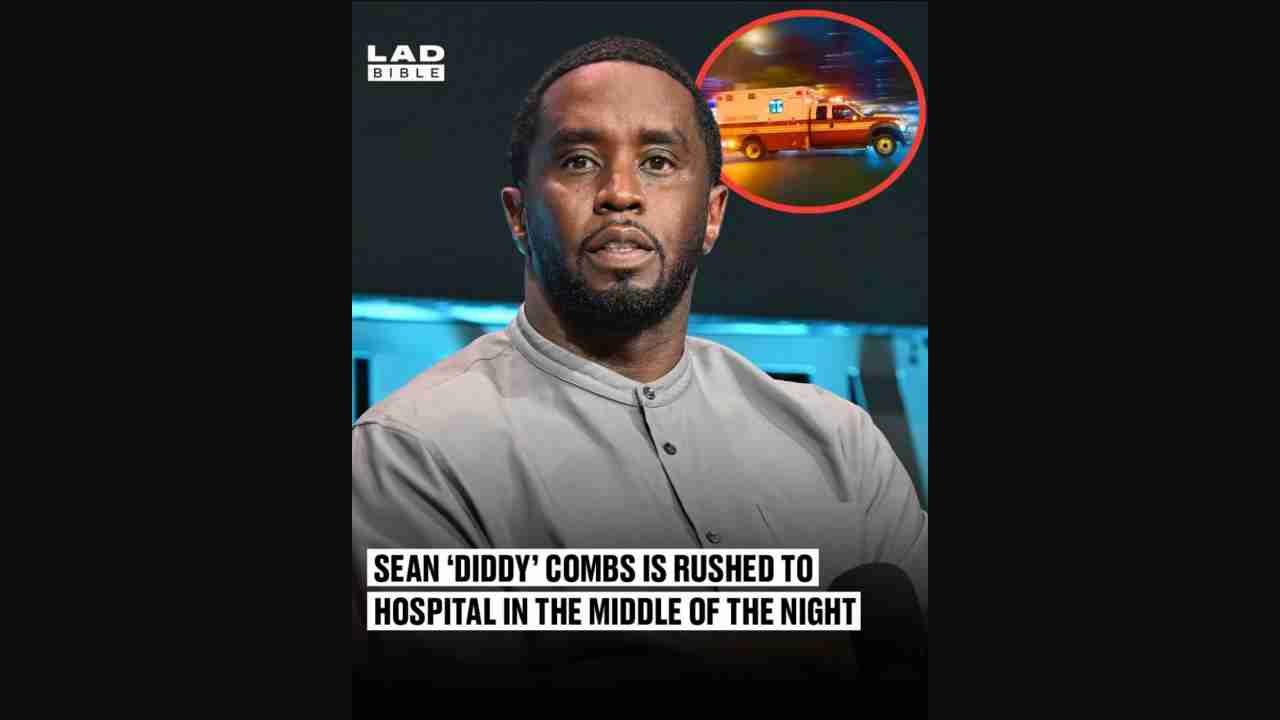 LAD
BIBLE
SEAN ‘DIDDY’ COMBS IS RUSHED TO
HOSPITAL IN THE MIDDLE OF THE NIGHT